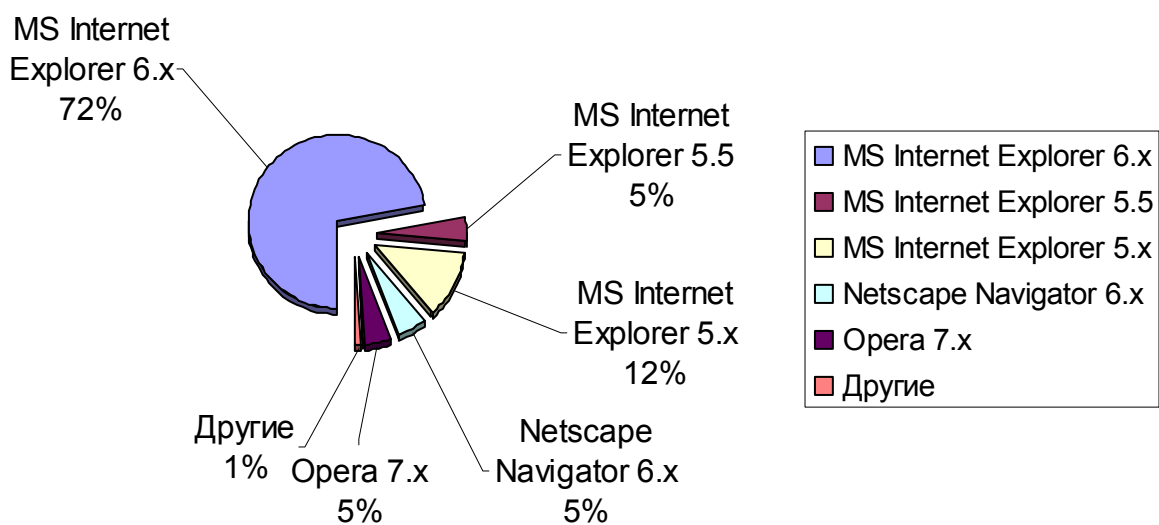 MS Internet
Explorer 6.x
72%
MS Internet
Explorer 5.5
5%
MS Internet
Explorer 5.x
12%
Netscape
Navigator 6.x
5%
Opera 7.x
5%
Другие
1%
MS Internet Explorer 6.x
MS Internet Explorer 5.5
MS Internet Explorer 5.x
Netscape Navigator 6.x
Opera 7.x
Другие